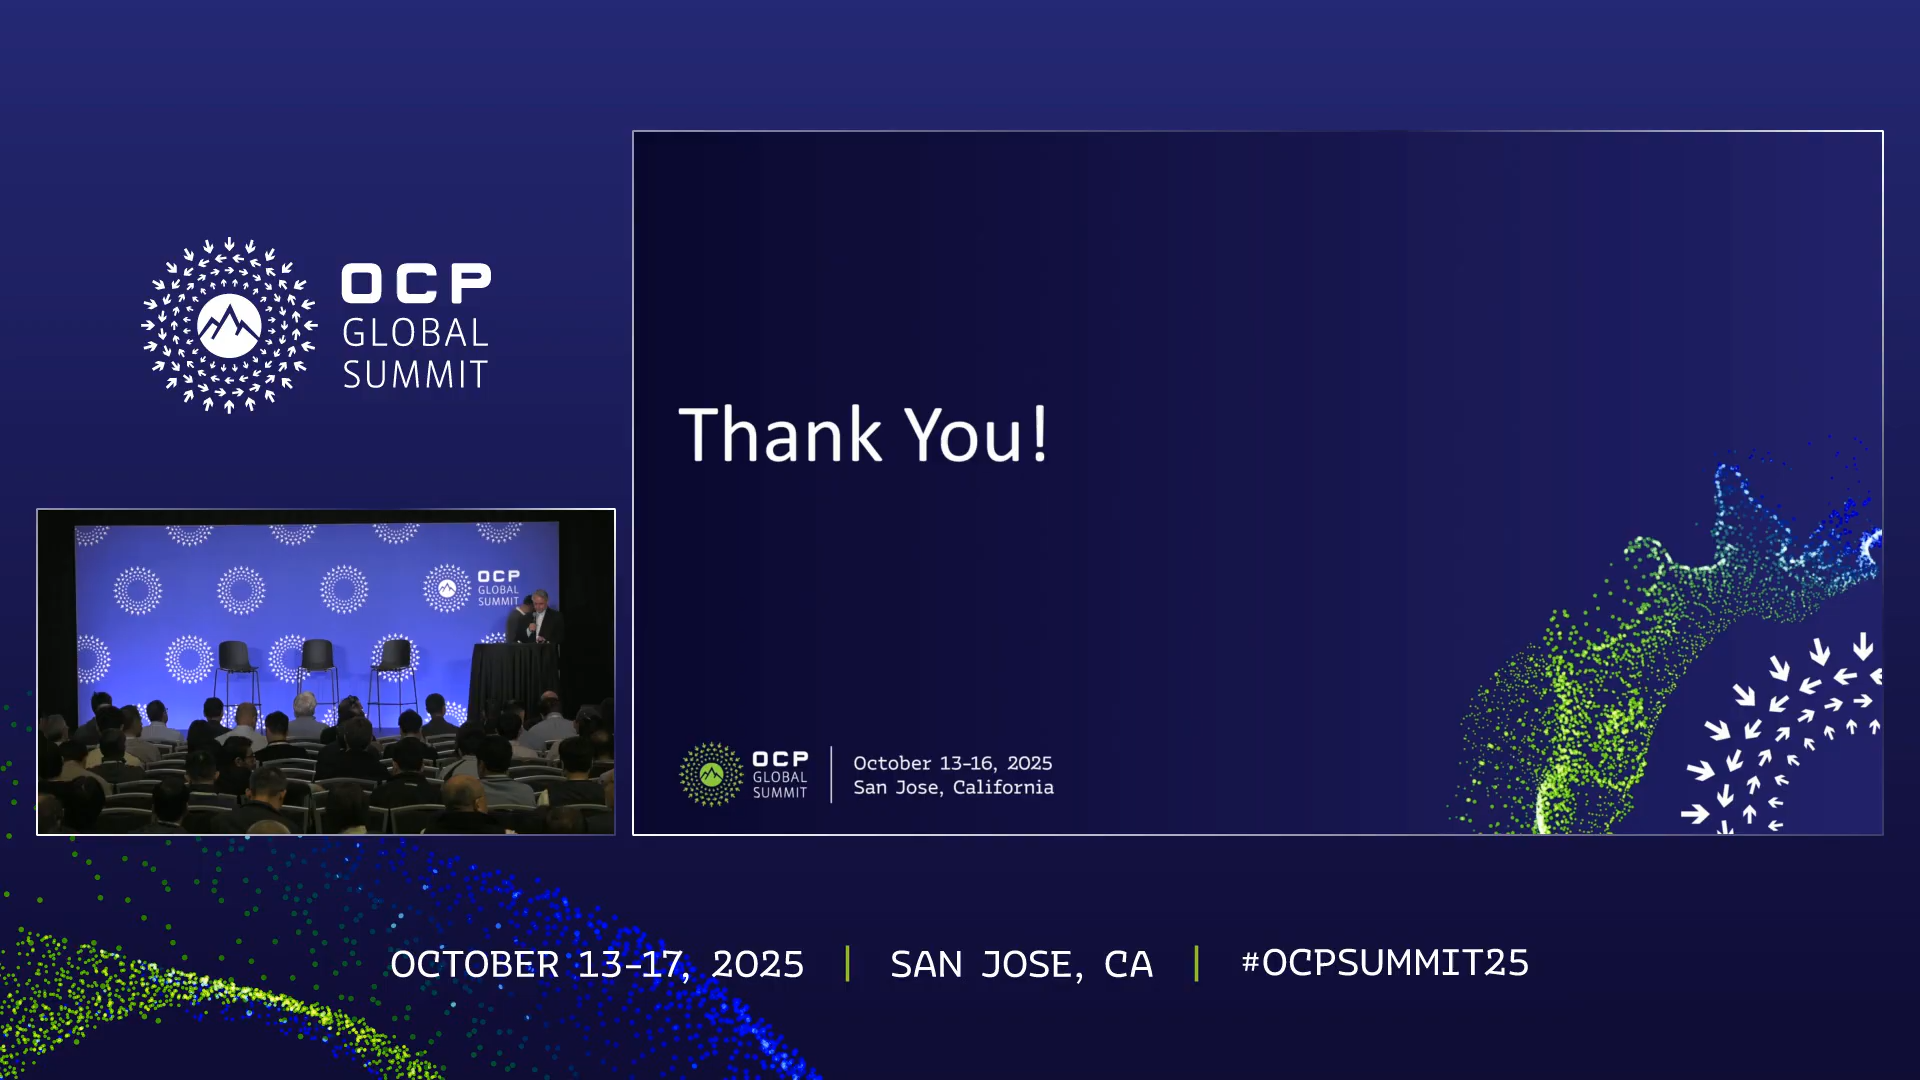 OCP
GLOBAL
SUMMIT
Thank You!
OCP
GLOBAL
SUMMIT
OCP
GLOBAL
SUMMIT
October 13-16, 2025
San Jose, California
OCTOBER 13-17, 2025 | SAN JOSE, CA | #OCPSUMMIT25